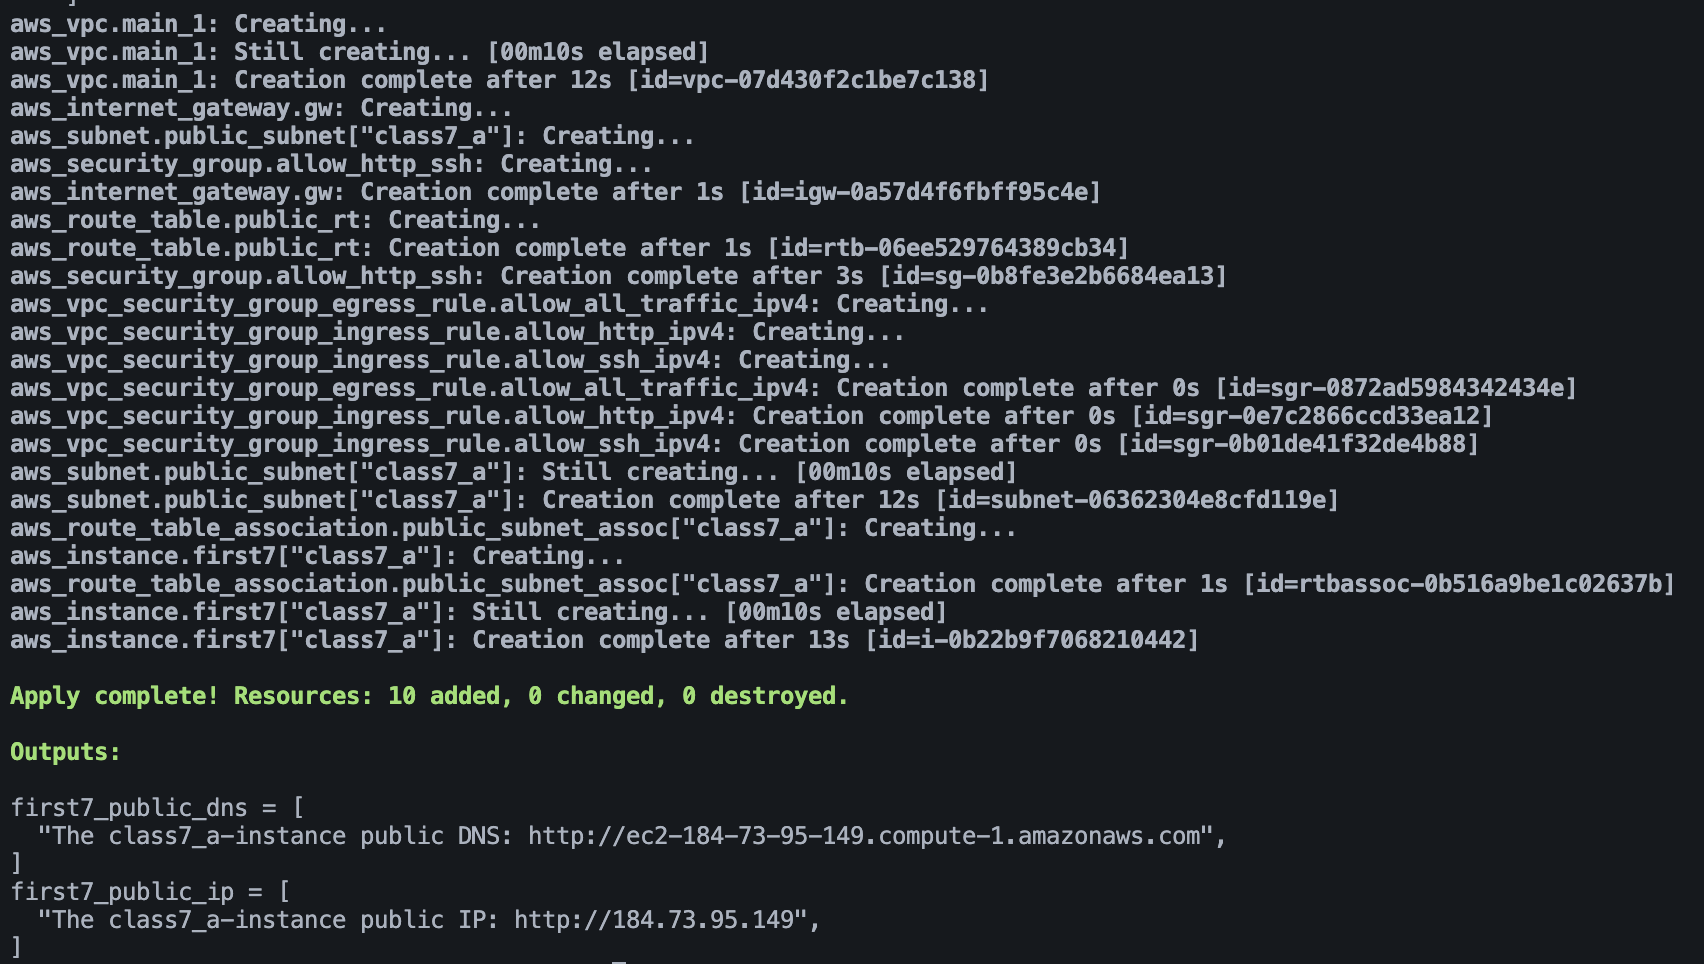 ]
aws_vpc.main_1: Creating...
aws_vpc.main_1: Still creating... [00m10s elapsed]
aws_vpc.main_1: Creation complete after 12s [id=vpc-07d430f2c1be7c138]
aws_internet_gateway.gw: Creating...
aws_subnet.public_subnet["class7_a"]: Creating...
aws_security_group.allow_http_ssh: Creating...
aws_internet_gateway.gw: Creation complete after 1s [id=igw-0a57d4f6fbff95c4e]
aws_route_table.public_rt: Creating...
aws_route_table.public_rt: Creation complete after 1s [id=rtb-06ee529764389cb34]
aws_security_group.allow_http_ssh: Creation complete after 3s [id=sg-0b8fe3e2b6684ea13]
aws_vpc_security_group_egress_rule.allow_all_traffic_ipv4: Creating...
aws_vpc_security_group_ingress_rule.allow_http_ipv4: Creating...
aws_vpc_security_group_ingress_rule.allow_ssh_ipv4: Creating...
aws_vpc_security_group_egress_rule.allow_all_traffic_ipv4: Creation complete after 0s [id=sgr-0872ad5984342434e]
aws_vpc_security_group_ingress_rule.allow_http_ipv4: Creation complete after 0s [id=sgr-0e7c2866ccd33ea12]
aws_vpc_security_group_ingress_rule.allow_ssh_ipv4: Creation complete after 0s [id=sgr-0b01de41f32de4b88]
aws_subnet.public_subnet["class7_a"]: Still creating... [00m10s elapsed]
aws_subnet.public_subnet["class7_a"]: Creation complete after 12s [id=subnet-06362304e8cfd119e]
aws_route_table_association.public_subnet_assoc["class7_a"]: Creating...
aws_instance.first7["class7_a"]: Creating...
aws_route_table_association.public_subnet_assoc["class7_a"]: Creation complete after 1s [id=rtbassoc-0b516a9be1c02637b]
aws_instance.first7["class7_a"]: Still creating... [00m10s elapsed]
aws_instance.first7["class7_a"]: Creation complete after 13s [id=i-0b22b9f7068210442]
Apply complete! Resources: 10 added, 0 changed, 0 destroyed.
Outputs:
first7_public_dns = [
  "The class7_a-instance public DNS: http://ec2-184-73-95-149.compute-1.amazonaws.com",
]
first7_public_ip = [
  "The class7_a-instance public IP: http://184.73.95.149",
]